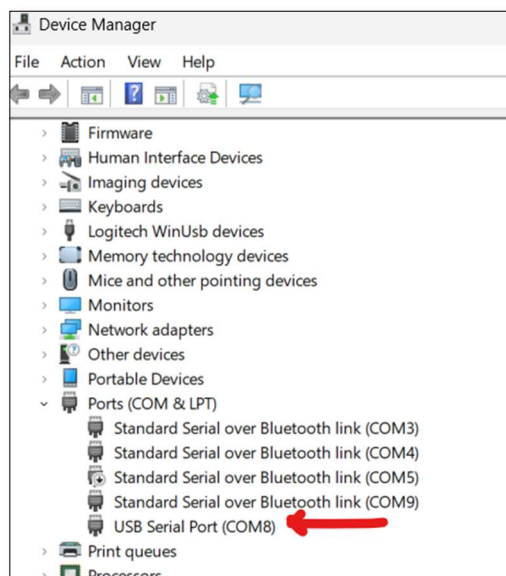 Device Manager
File Action View Help
Firmware
Human Interface Devices
Imaging devices
Keyboards
Logitech WinUsb devices
Memory technology devices
Mice and other pointing devices
Monitors
Network adapters
Other devices
Portable Devices
Ports (COM & LPT)
Standard Serial over Bluetooth link (COM3)
Standard Serial over Bluetooth link (COM4)
Standard Serial over Bluetooth link (COM5)
Standard Serial over Bluetooth link (COM9)
USB Serial Port (COM8)
Print queues
Processors